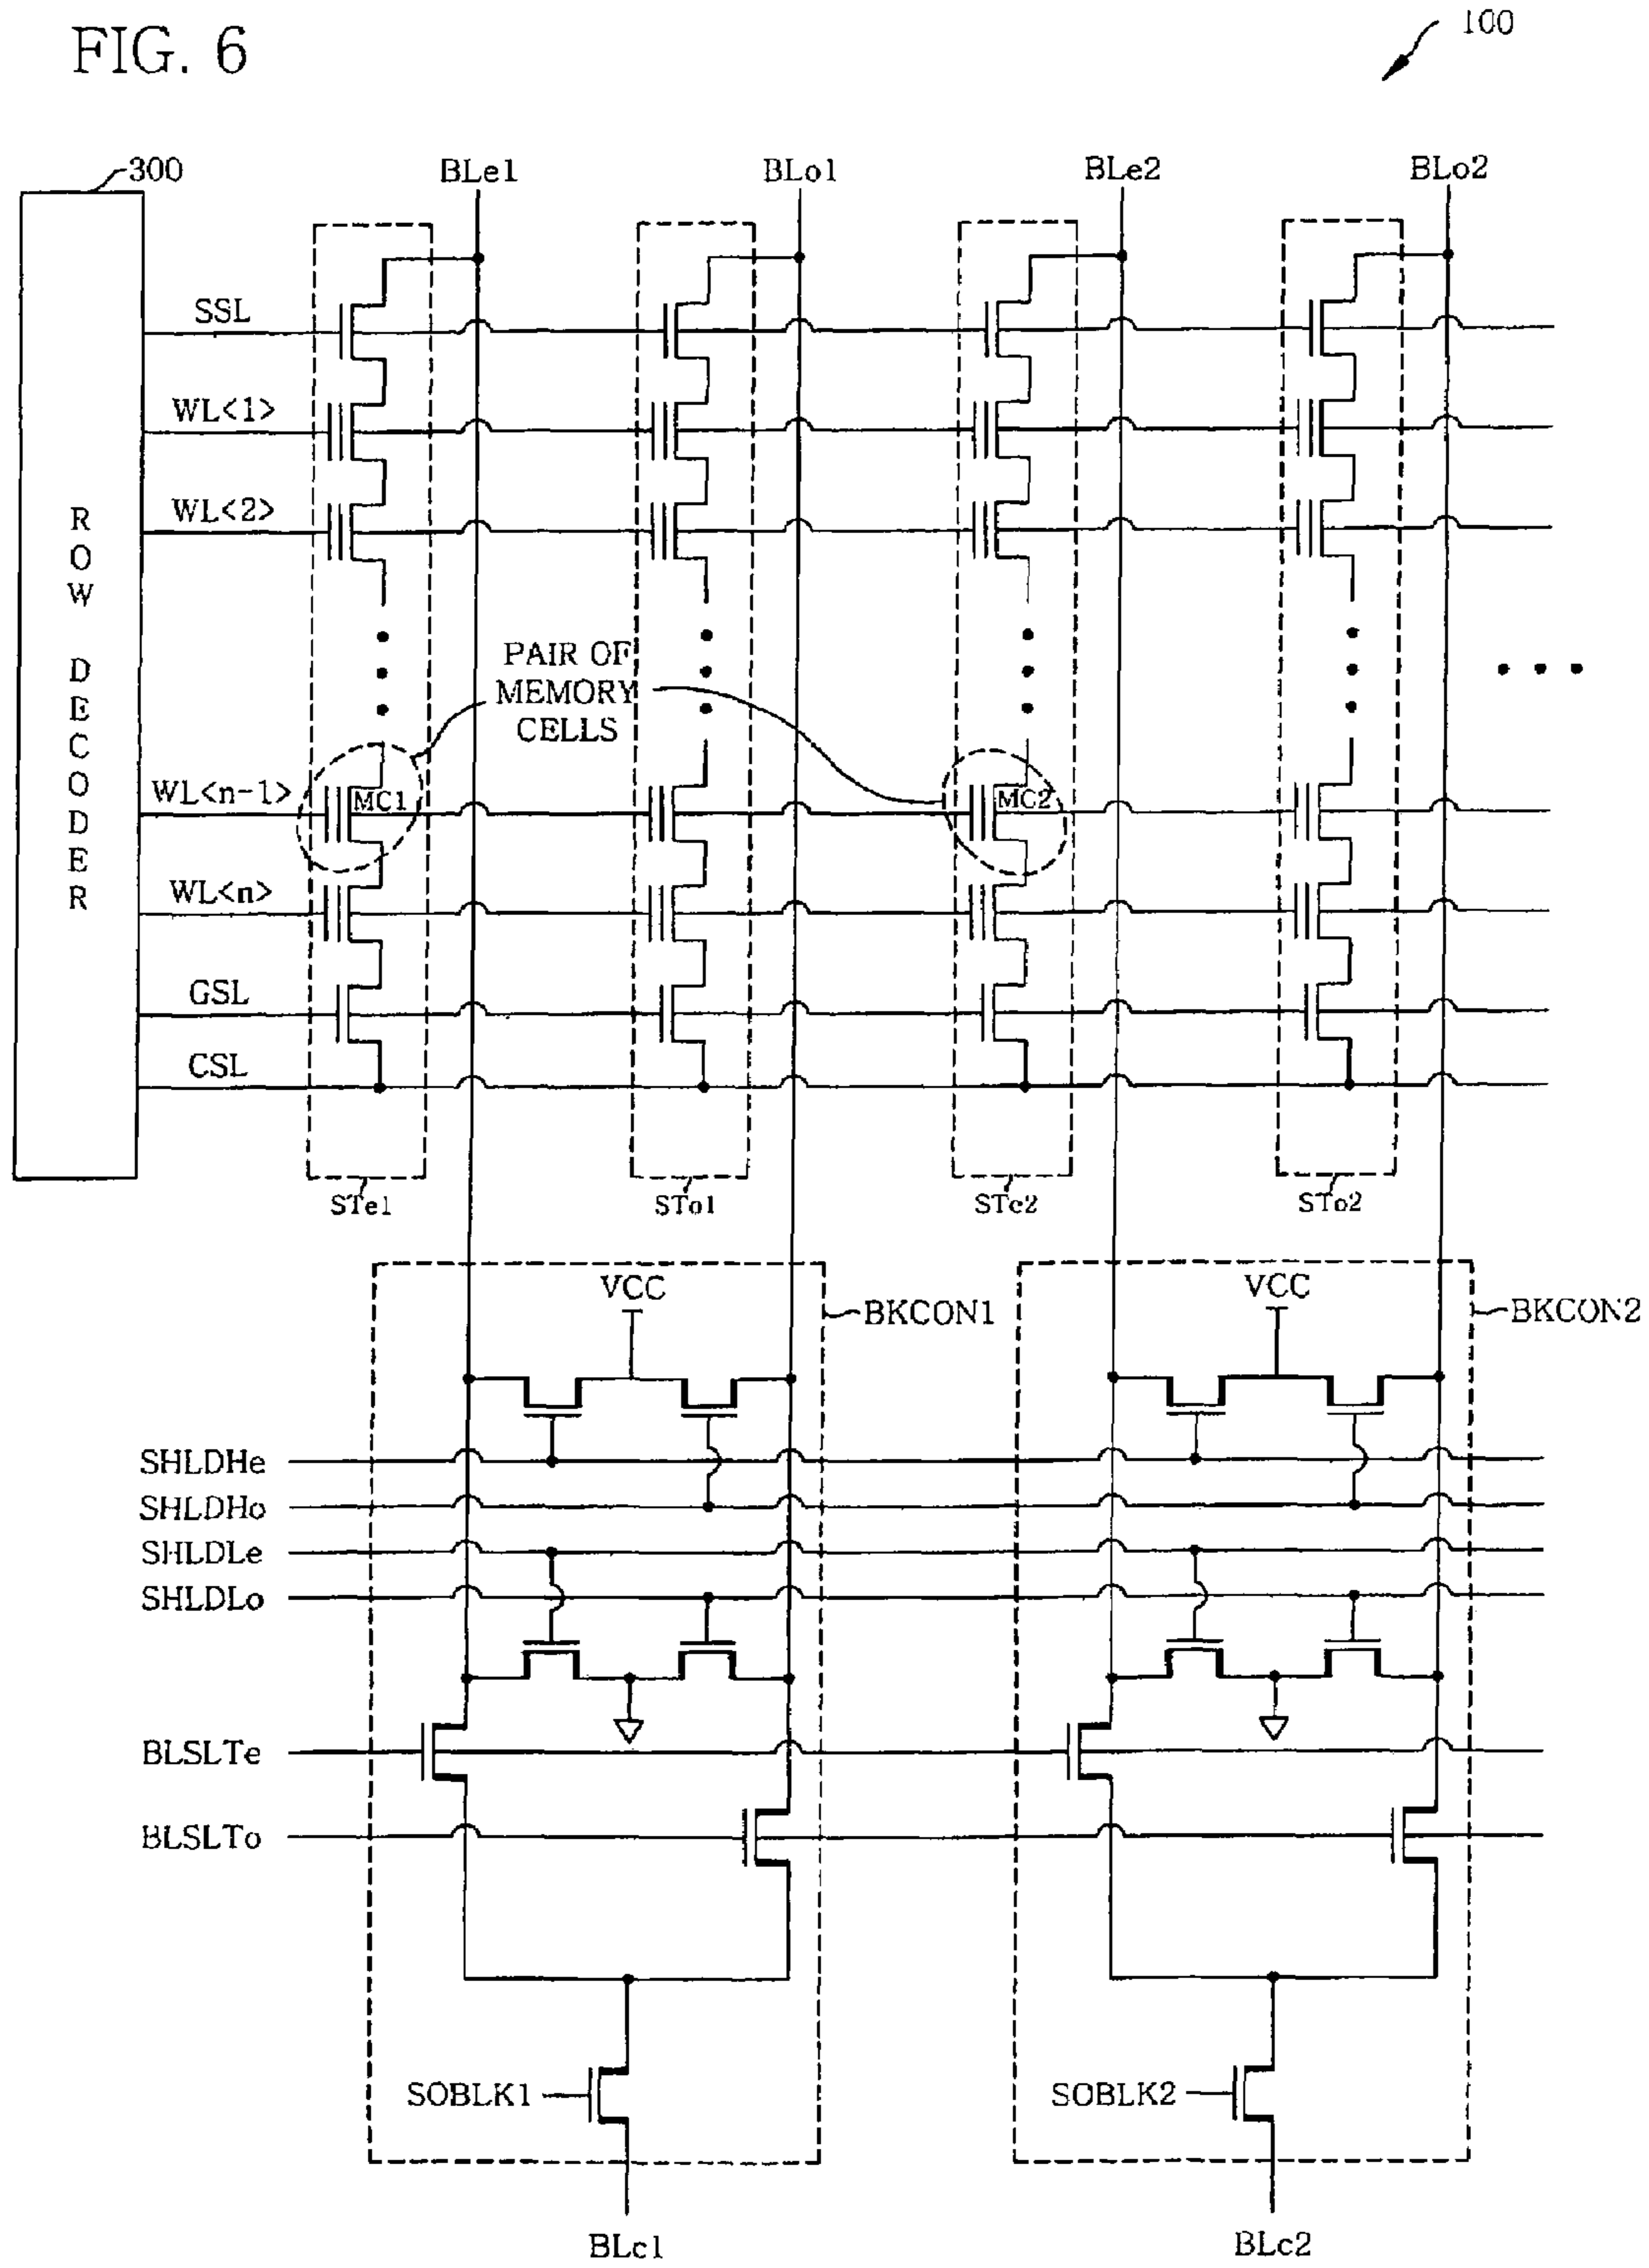 FIG. 6
100
300
BLe1
BLo1
BLe2
BLo2
ROW DECODER
SSL
WL<1>
WL<2>
PAIR OF
MEMORY
CELLS
WL<n-1>
MC1
MC2
WL<n>
GSL
CSL
STe1
STo1
STe2
STo2
VCC
VCC
BKCON1
BKCON2
SHLDHe
SHLDHo
SHLDLe
SHLDLo
BLSLTe
BLSLTo
SOBLK1
SOBLK2
BLc1
BLc2